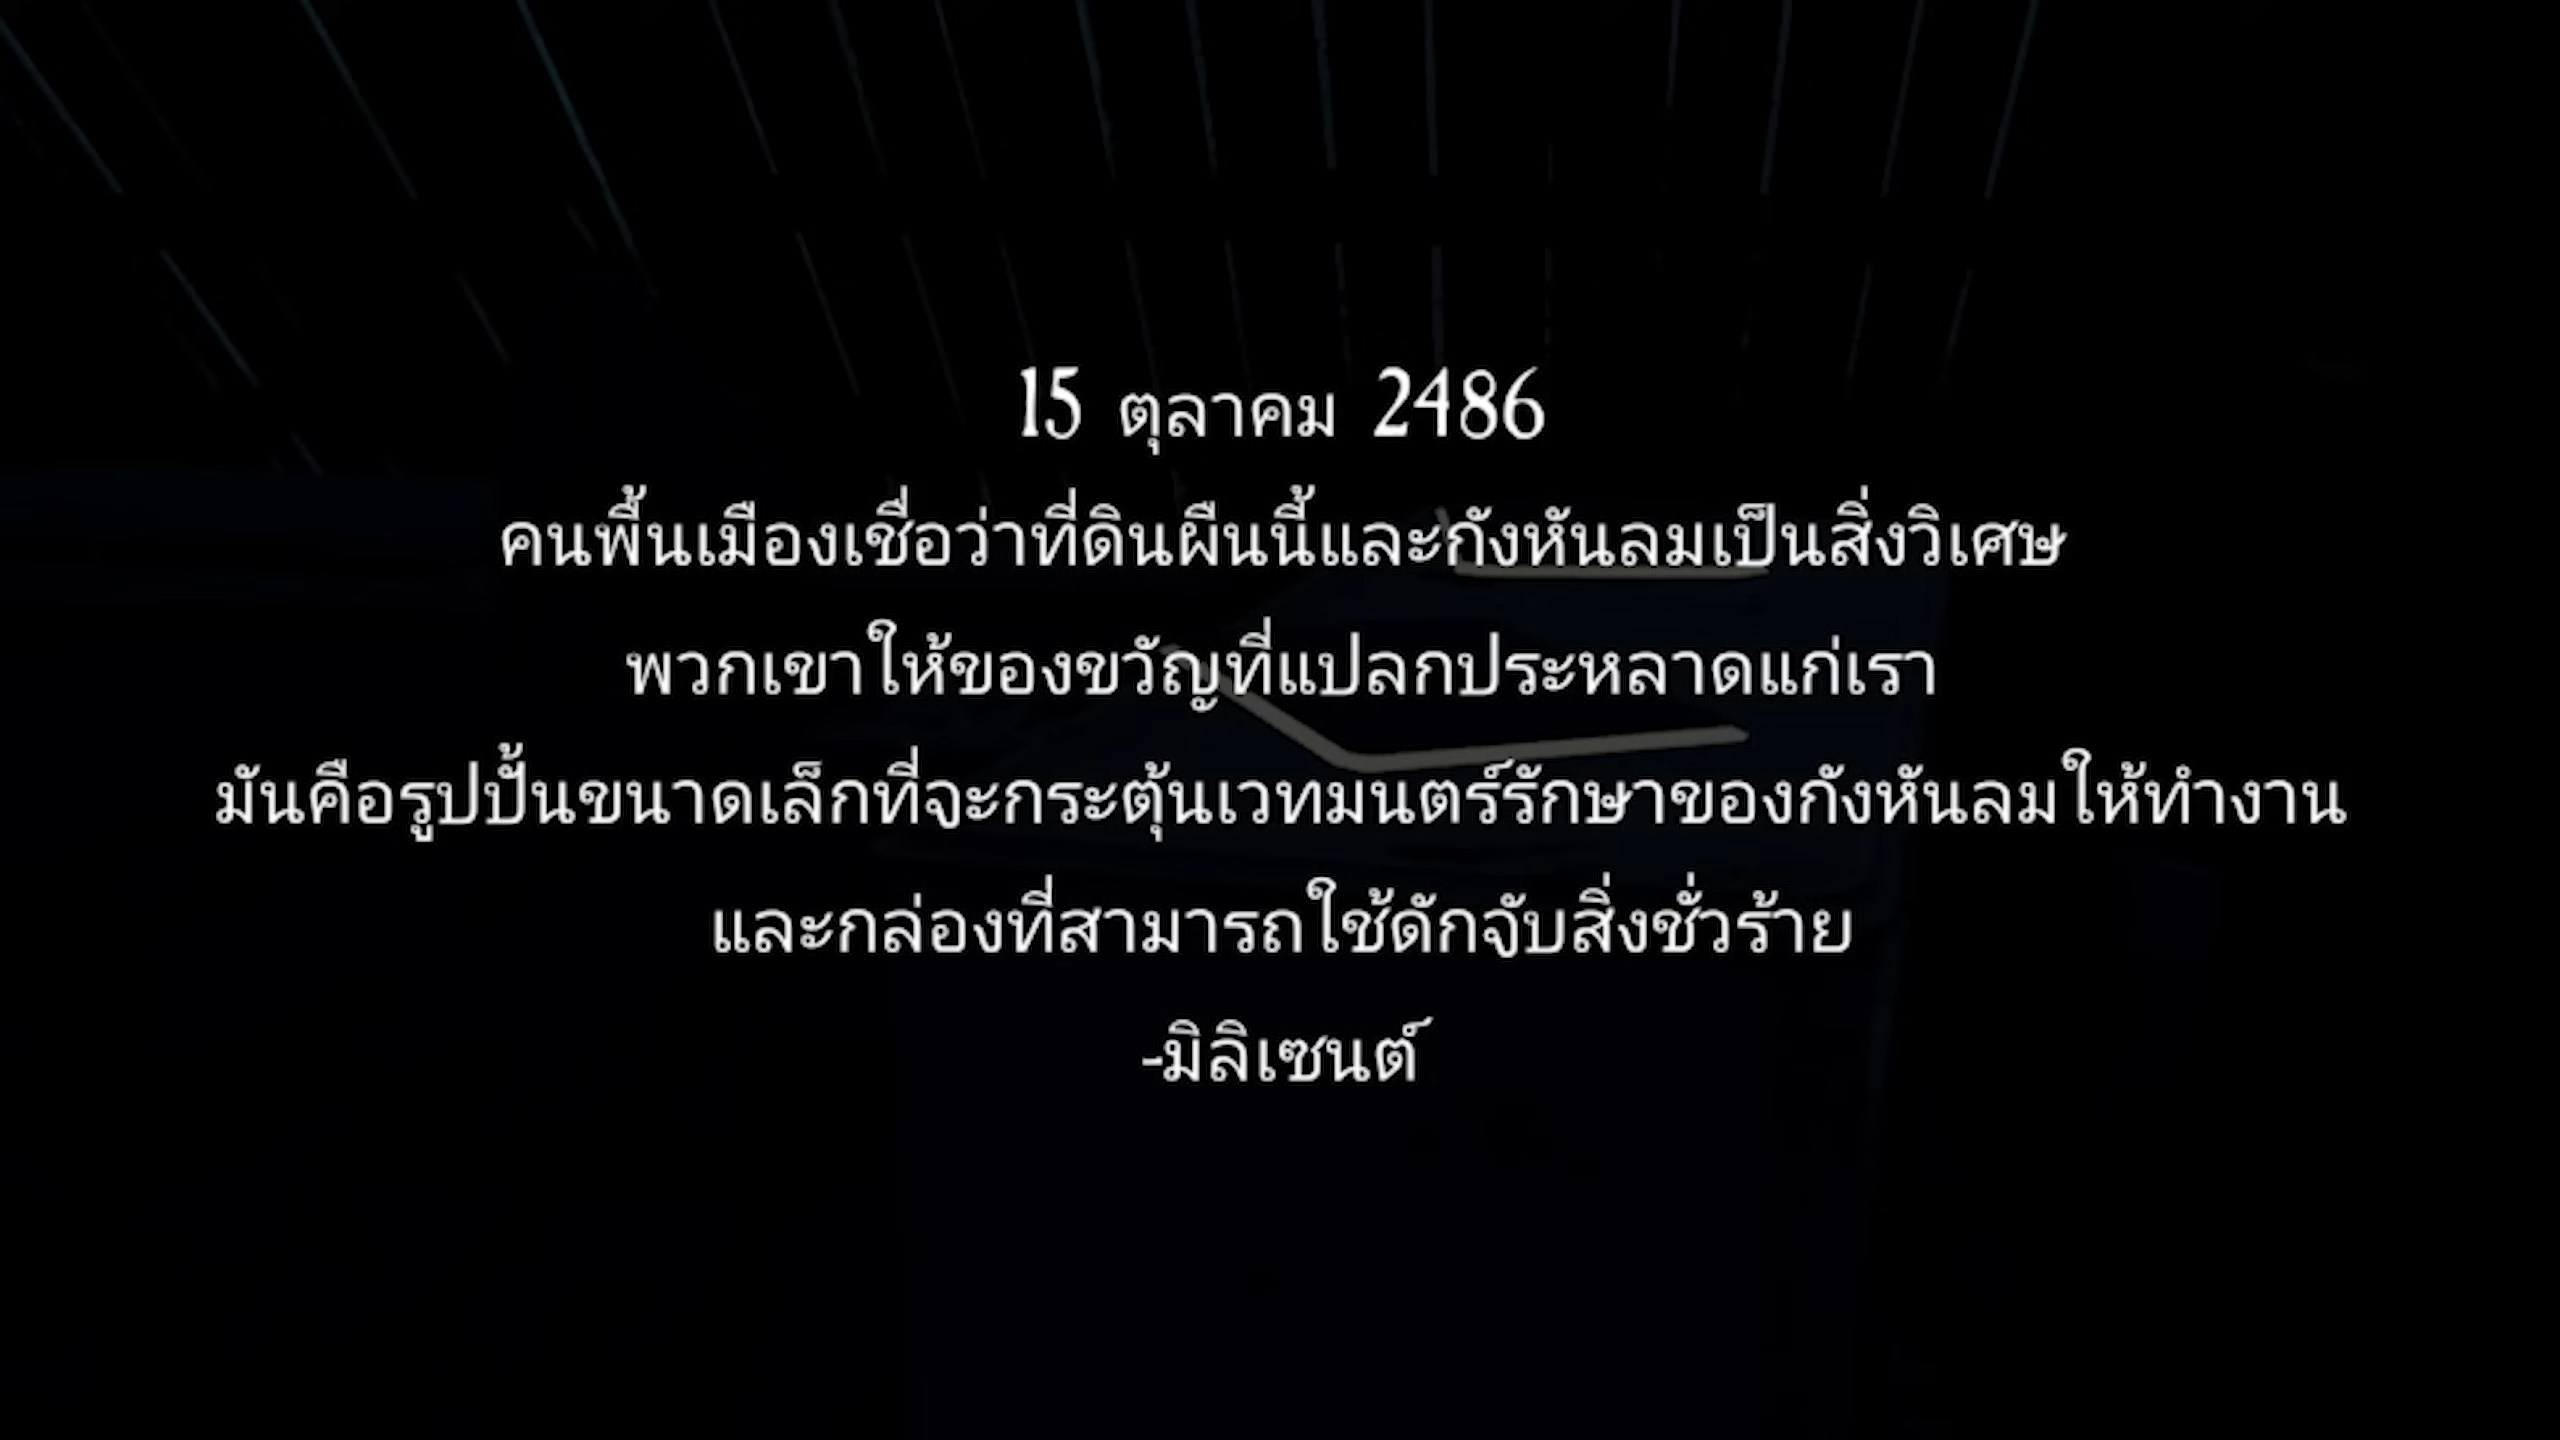 15 ตุลาคม 2486
คนพื้นเมืองเชื่อว่าที่ดินผืนนี้และกังหันลมเป็นสิ่งวิเศษ
พวกเขาให้ของขวัญที่แปลกประหลาดแก่เรา
มันคือรูปปั้นขนาดเล็กที่จะกระตุ้นเวทมนตร์รักษาของกังหันลมให้ทำงาน
และกล่องที่สามารถใช้ดักจับสิ่งชั่วร้าย
-มิลิเซนต์